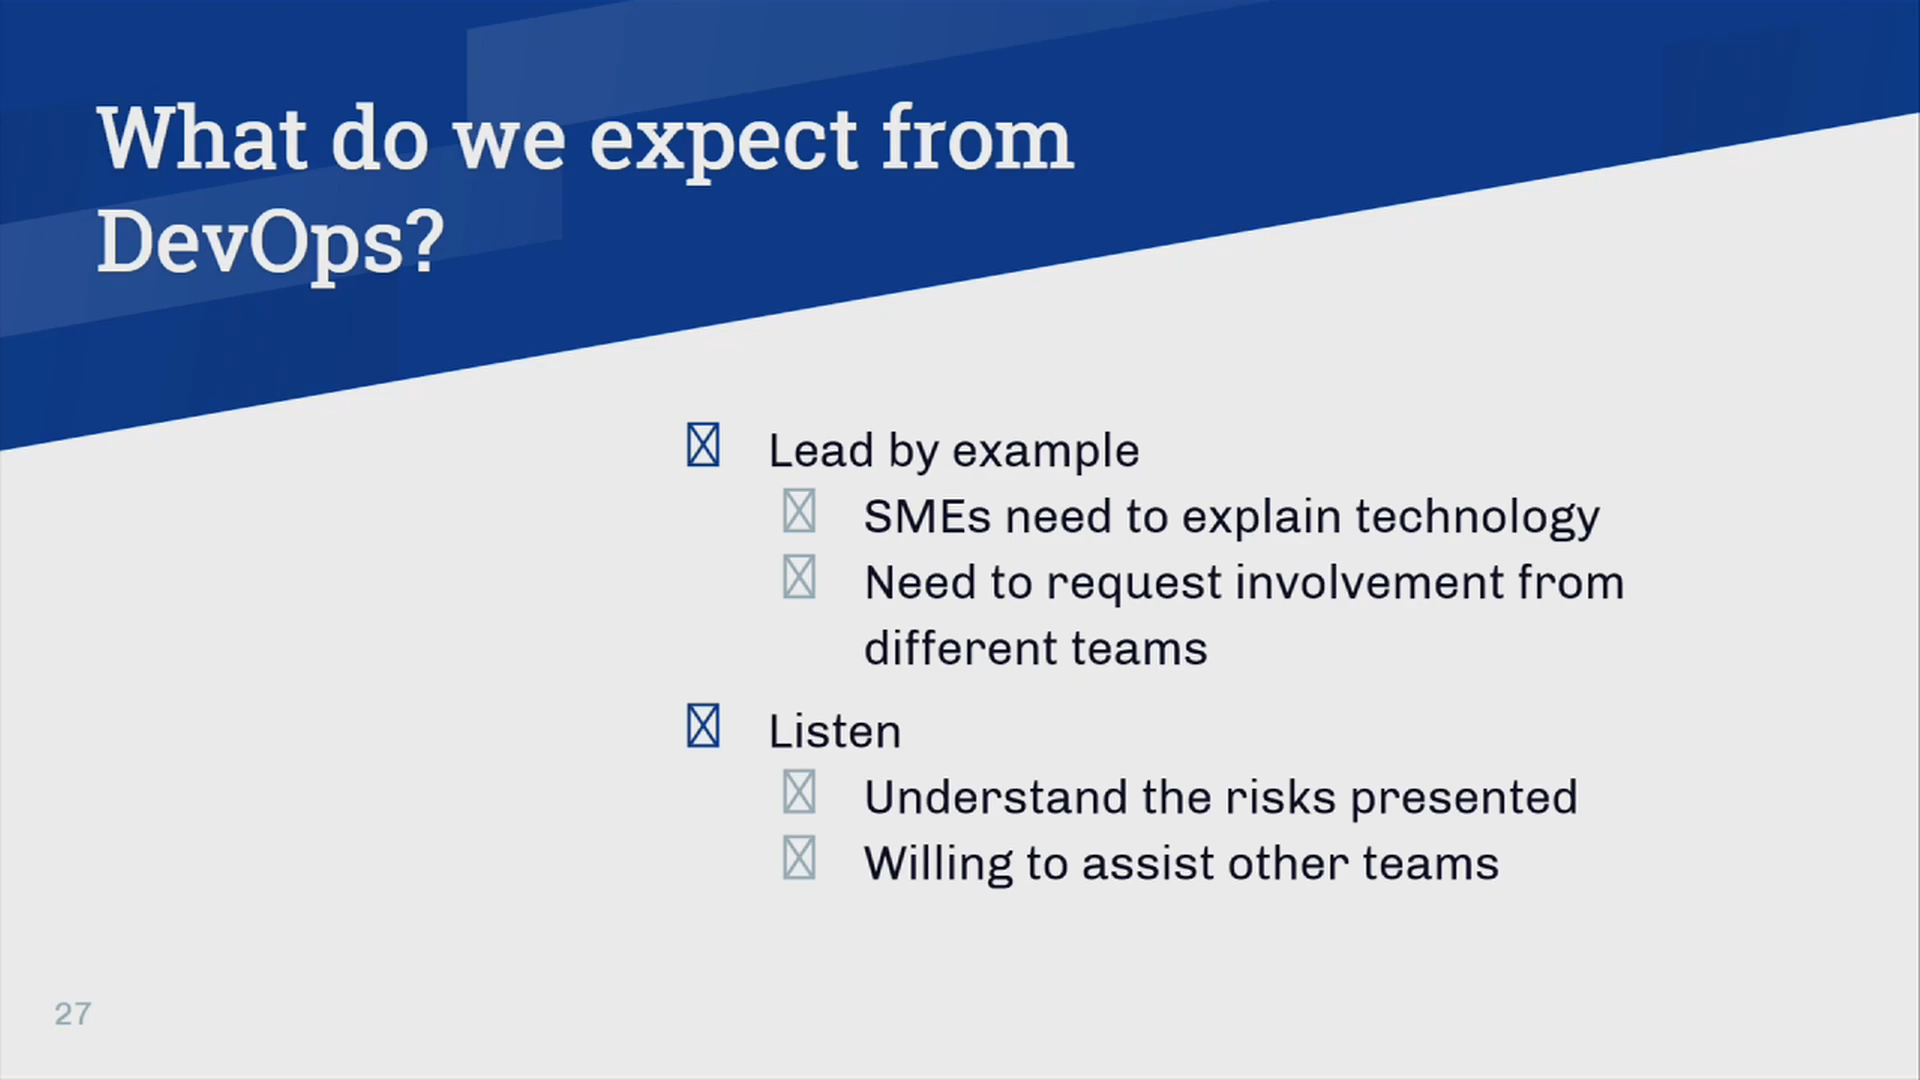 What do we expect from
DevOps?
Lead by example
SMEs need to explain technology
Need to request involvement from
different teams
Listen
Understand the risks presented
Willing to assist other teams
27